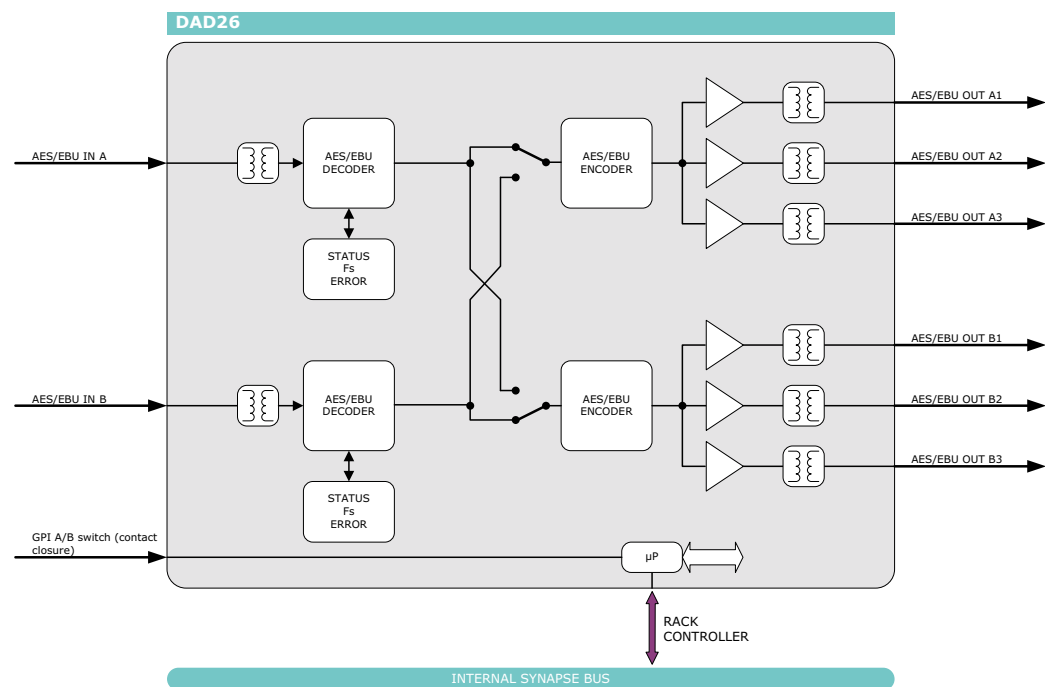 DAD26
AES/EBU IN A
AES/EBU
DECODER
STATUS
Fs
ERROR
AES/EBU
ENCODER
AES/EBU OUT A1
AES/EBU OUT A2
AES/EBU OUT A3
AES/EBU IN B
AES/EBU
DECODER
STATUS
Fs
ERROR
AES/EBU
ENCODER
AES/EBU OUT B1
AES/EBU OUT B2
AES/EBU OUT B3
GPI A/B switch (contact
closure)
µP
RACK
CONTROLLER
INTERNAL SYNAPSE BUS